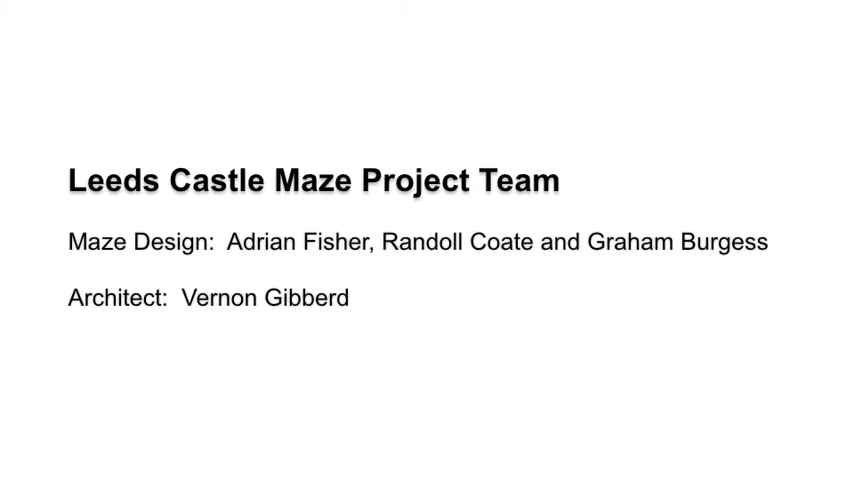 Leeds Castle Maze Project Team
Maze Design:  Adrian Fisher, Randoll Coate and Graham Burgess
Architect:  Vernon Gibberd